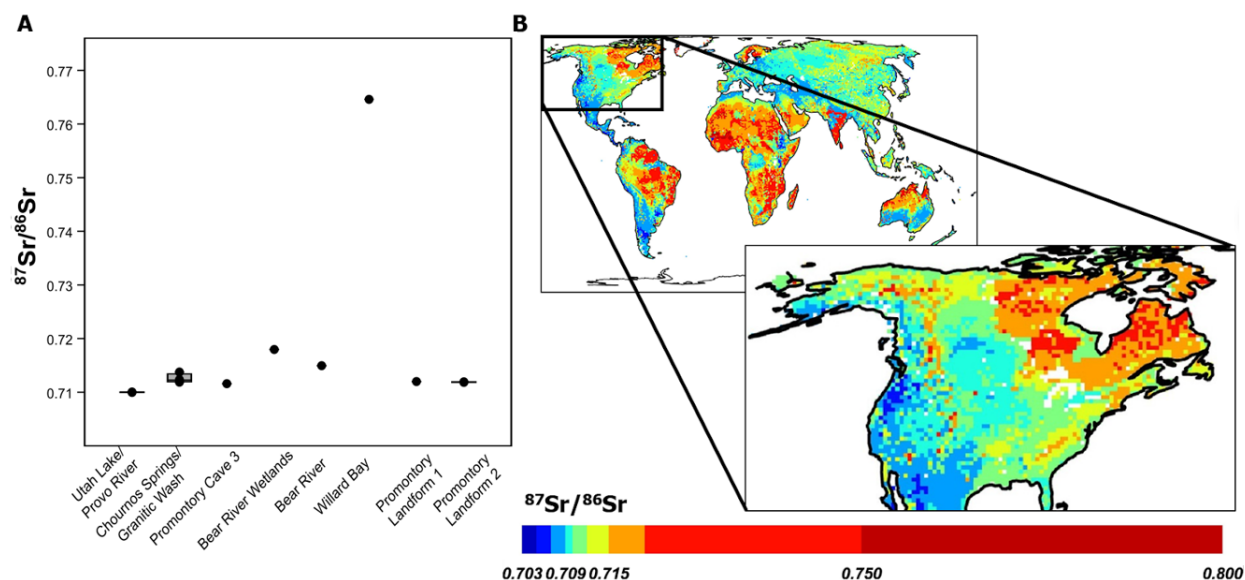 A
B
0.77
0.76
0.75
0.74
0.73
0.72
0.71
87Sr/86Sr
Utah Lake/
Provo River
Chournos Springs/
Granitic Wash
Promontory Cave 3
Bear River Wetlands
Bear River
Willard Bay
Promontory
Landform 1
Promontory
Landform 2
87Sr/86Sr
0.703 0.709 0.715 0.750 0.800